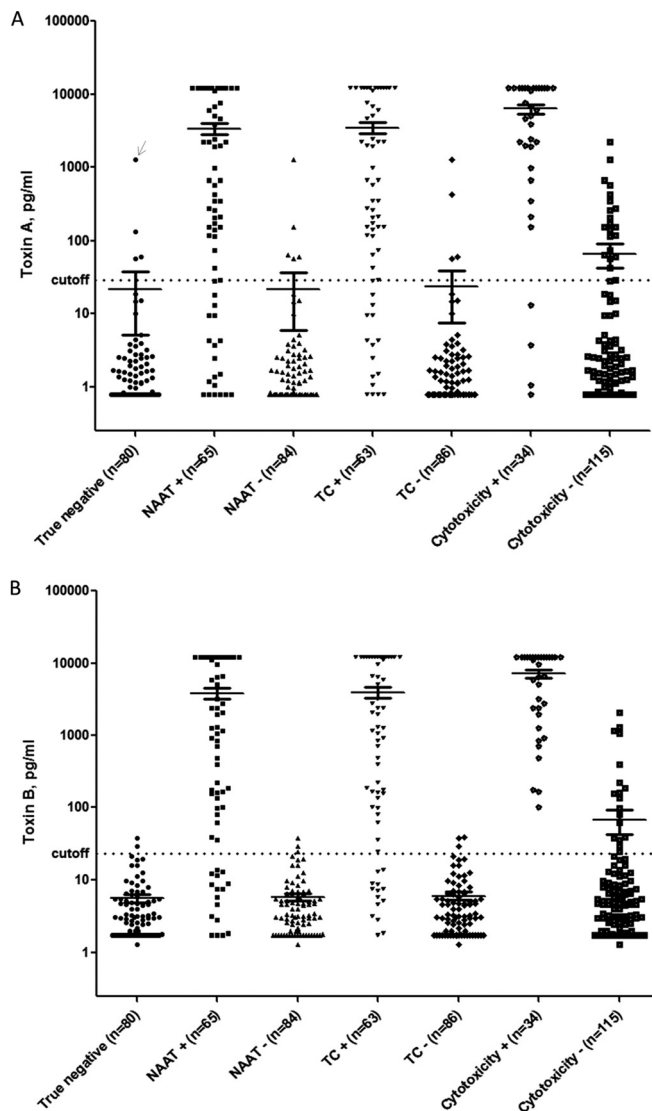 A
100000
10000
1000
100
cutoff
10
1
Toxin A, pg/ml
True negative (n=80)
NAAT + (n=65)
NAAT - (n=84)
TC + (n=63)
TC - (n=86)
Cytotoxicity + (n=34)
Cytotoxicity - (n=115)
B
100000
10000
1000
100
cutoff
10
1
Toxin B, pg/ml
True negative (n=80)
NAAT + (n=65)
NAAT - (n=84)
TC + (n=63)
TC - (n=86)
Cytotoxicity + (n=34)
Cytotoxicity - (n=115)